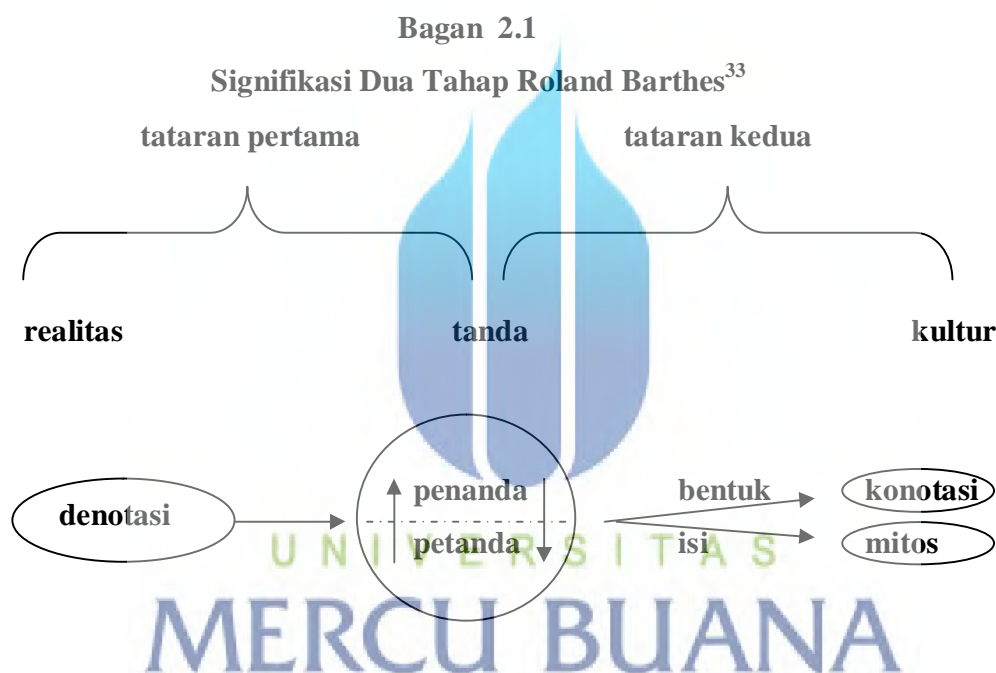 Bagan 2.1
Signifikasi Dua Tahap Roland Barthes³³
tataran pertama tataran kedua
realitas tanda kultur
denotasi penanda bentuk konotasi
petanda isi mitos
UNIVERSITAS
MERCU BUANA